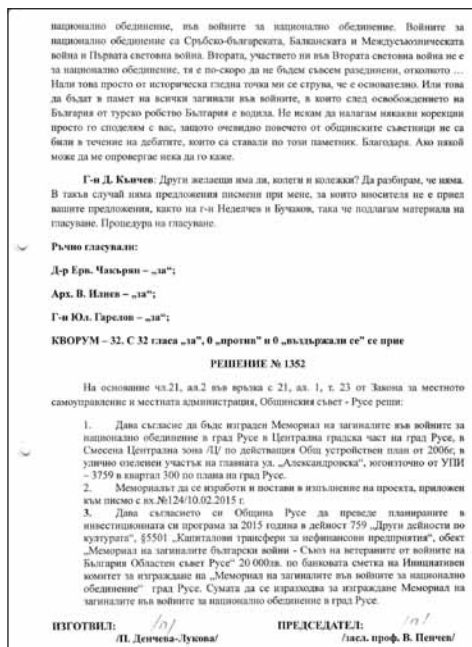 национално обединение, във войните за национално обединение. Войните за
национално обединение са Сръбско-българската, Балканската и Междусъюзническата
война и Първата световна война. Втората, участието ни във Втората световна война не е
за национално обединение, тя е по-скоро да не бъдем съвсем разединени, отколкото …
Нали това просто от историческа гледна точка ми се струва, че е основателно. Или това
да бъдат в памет на всички загинали във войните, в които след освобождението на
България от турско робство България е водила. Не искам да налагам някакви корекции
просто го споделям с вас, защото очевидно повечето от общинските съветници не са
били в течение на дебатите, които са ставали по този паметник. Благодаря. Ако някой
може да ме опровергае нека да го каже.
Г-н Д. Кънчев: Други желаещи има ли, колеги и колежки? Да разбирам, че няма.
В такъв случай няма предложения писмени при мене, за които вносителя не е приел
вашите предложения, както на г-н Неделчев и Бучаков, така че подлагам материала на
гласуване. Процедура на гласуване.
Ръчно гласували:
Д-р Ерв. Чакърян – „за“;
Арх. В. Илиев – „за“;
Г-н Юл. Гарелов – „за“;
КВОРУМ – 32. С 32 гласа „за”, 0 „против” и 0 „въздържали се” се прие
РЕШЕНИЕ № 1352
На основание чл.21, ал.2 във връзка с 21, ал. 1, т. 23 от Закона за местното
самоуправление и местната администрация, Общинския съвет - Русе реши:
1. Дава съгласие да бъде изграден Мемориал на загиналите във войните за
национално обединение в град Русе в Централна градска част на град Русе, в
Смесена Централна зона /Ц/ по действащия Общ устройствен план от 2006г, в
улично озеленен участък на главната ул. „Александровска“, югоизточно от УПИ
– 3759 в квартал 300 по плана на град Русе.
2. Мемориалът да се изработи и постави в изпълнение на проекта, приложен
към писмо с вх.№124/10.02.2015 г.
3. Дава съгласието си Община Русе да преведе планираните в
инвестиционната си програма за 2015 година в дейност 759 „Други дейности по
културата“, §5501 „Капиталови трансфери за нефинансови предприятия“, обект
„Мемориал на загиналите български войни - Съюз на ветераните от войните на
България Областен съвет Русе“ 20 000лв. по банковата сметка на Инициативен
комитет за изграждане на „Мемориал на загиналите във войните за национално
обединение“ град Русе. Сумата да се изразходва за изграждане Мемориал на
загиналите във войните за национално обединение в град Русе.
ИЗГОТВИЛ: /п/ ПРЕДСЕДАТЕЛ: /п/
/П. Денчева-Лукова/ /засл. проф. В. Пенчев/